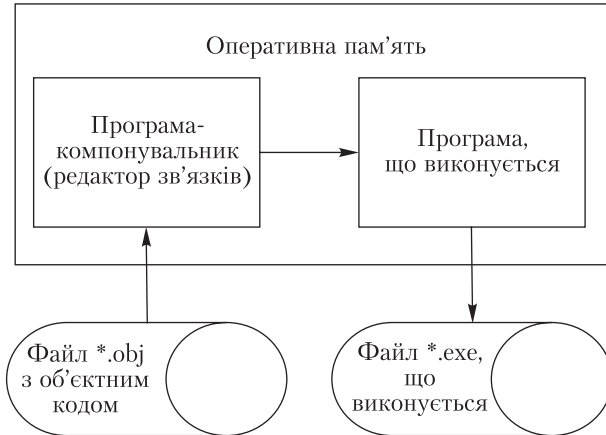 Оперативна пам’ять
Програма-
компонувальник
(редактор зв’язків)
Програма,
що виконується
Файл *.obj
з об’єктним
кодом
Файл *.exe,
що
виконується